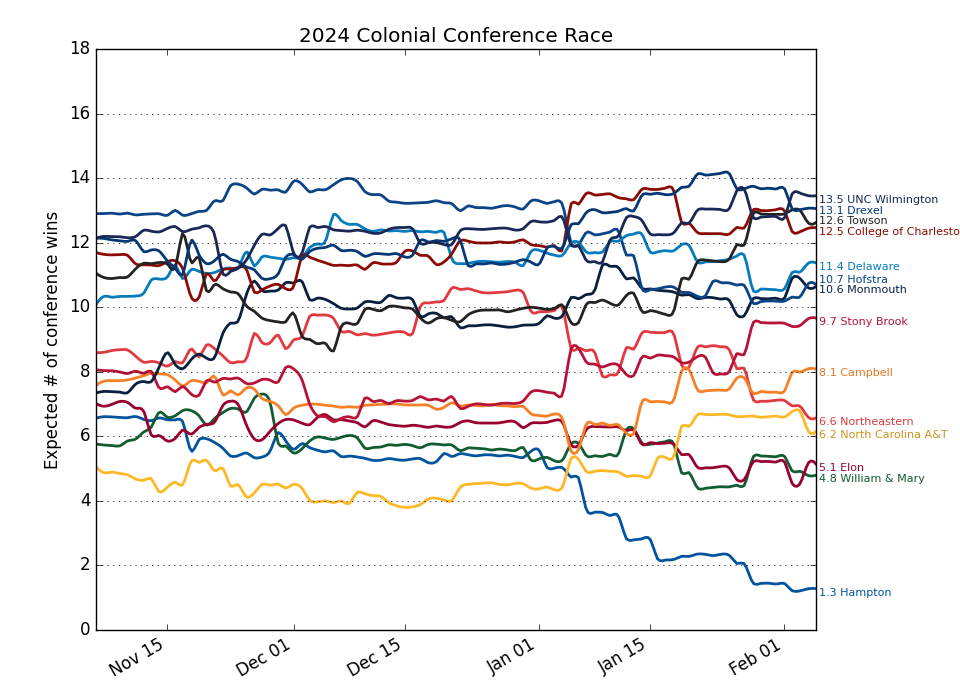 2024 Colonial Conference Race
Expected # of conference wins
18
16
14
12
10
8
6
4
2
0
13.5 UNC Wilmington
13.1 Drexel
12.6 Towson
12.5 College of Charlesto
11.4 Delaware
10.7 Hofstra
10.6 Monmouth
9.7 Stony Brook
8.1 Campbell
6.6 Northeastern
6.2 North Carolina A&T
5.1 Elon
4.8 William & Mary
1.3 Hampton
Nov 15
Dec 01
Dec 15
Jan 01
Jan 15
Feb 01